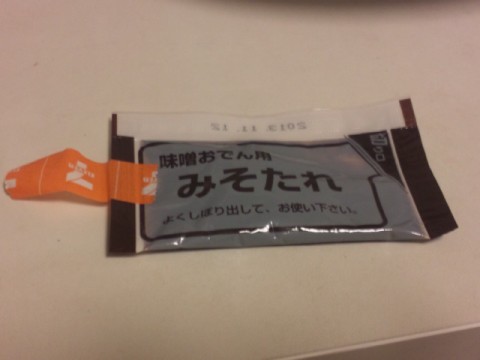 2013.11.12
味噌おでん用
みそたれ
よくしぼり出して、お使い下さい。